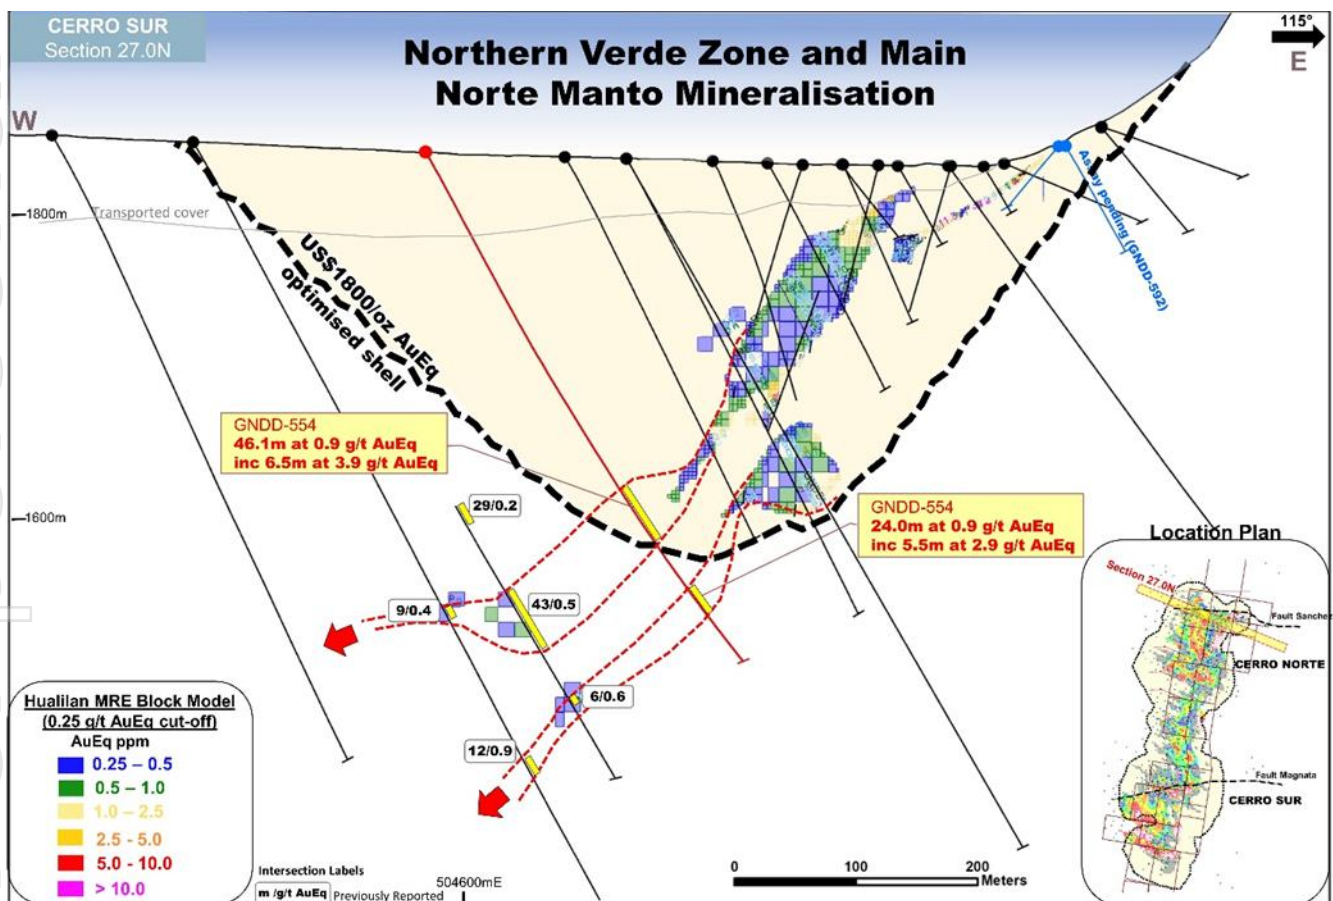 CERRO SUR
Section 27.0N
Northern Verde Zone and Main
Norte Manto Mineralisation
115°
E
W
1800m
Transported cover
US$1800/oz AuEq
optimised shell
Assay pending (GNDD-592)
GNDD-554
46.1m at 0.9 g/t AuEq
inc 6.5m at 3.9 g/t AuEq
29/0.2
1600m
GNDD-554
24.0m at 0.9 g/t AuEq
inc 5.5m at 2.9 g/t AuEq
9/0.4
43/0.5
6/0.6
12/0.9
Location Plan
Section 27.0N
Fault Sanchez
CERRO NORTE
Fault Magnata
CERRO SUR
Hualilan MRE Block Model
(0.25 g/t AuEq cut-off)
AuEq ppm
0.25 – 0.5
0.5 – 1.0
1.0 – 2.5
2.5 - 5.0
5.0 - 10.0
> 10.0
Intersection Labels
m /g/t AuEq Previously Reported
504600mE
0 100 200
Meters